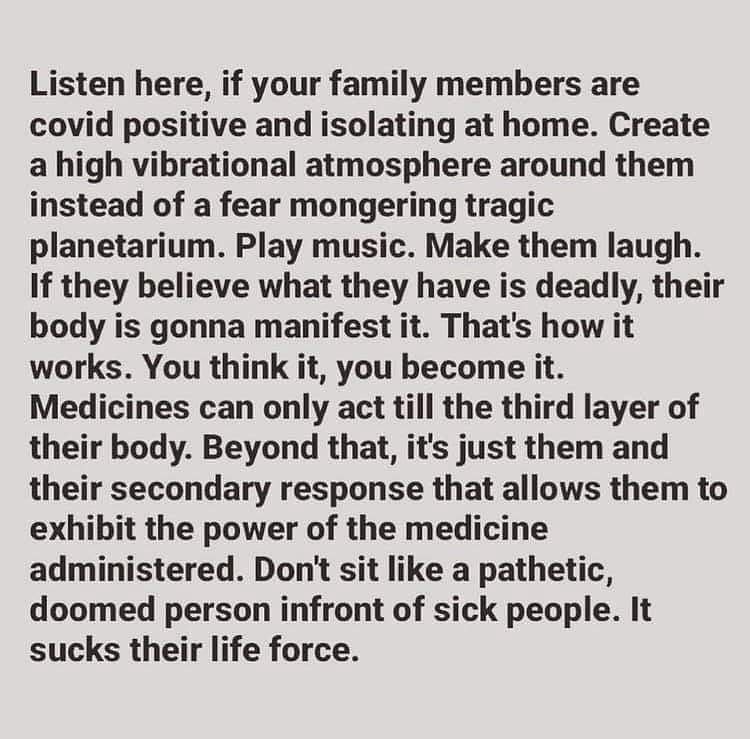 Listen here, if your family members are
covid positive and isolating at home. Create
a high vibrational atmosphere around them
instead of a fear mongering tragic
planetarium. Play music. Make them laugh.
If they believe what they have is deadly, their
body is gonna manifest it. That's how it
works. You think it, you become it.
Medicines can only act till the third layer of
their body. Beyond that, it's just them and
their secondary response that allows them to
exhibit the power of the medicine
administered. Don't sit like a pathetic,
doomed person infront of sick people. It
sucks their life force.